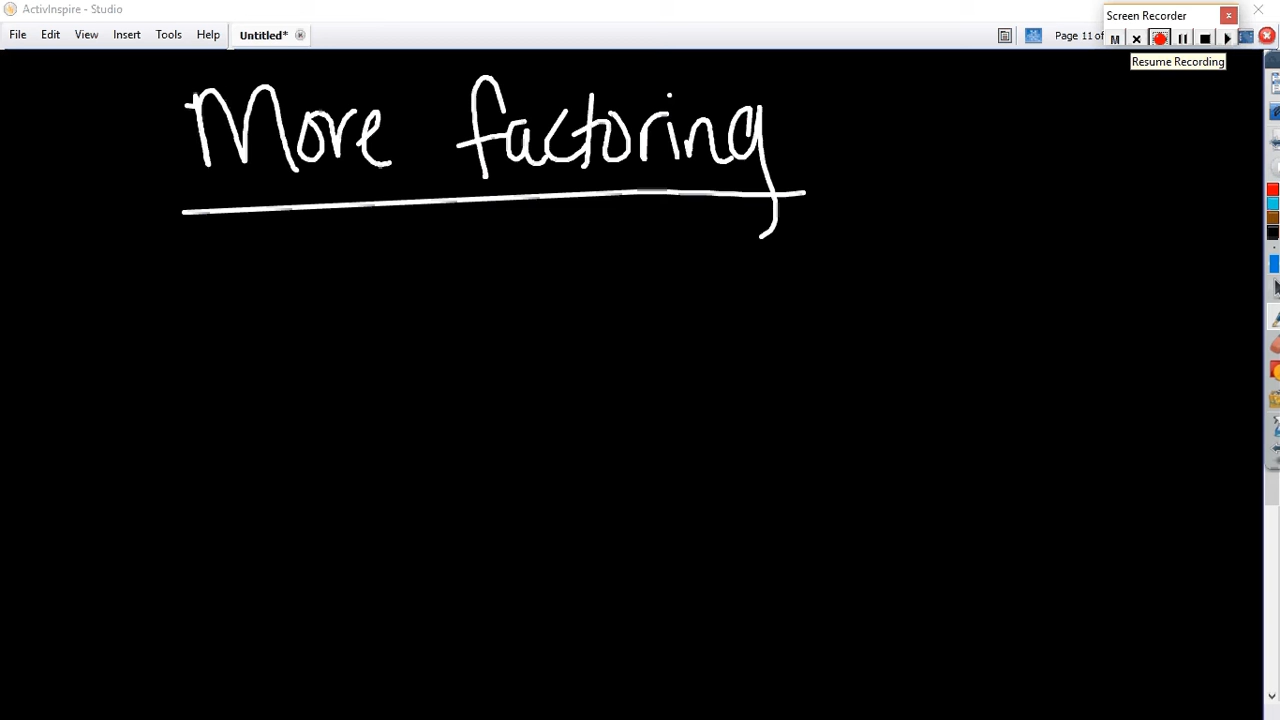 ActivInspire - Studio
Screen Recorder
File Edit View Insert Tools Help Untitled* Page 11 of
M
Resume Recording
More factoring